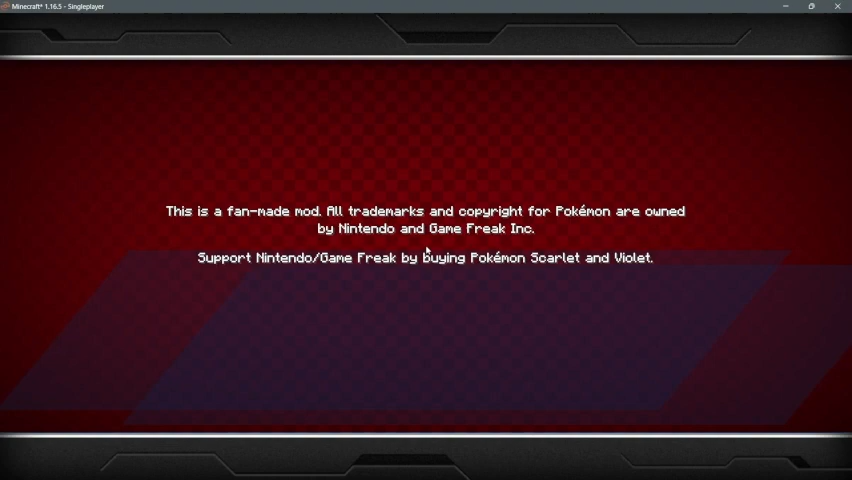 Minecraft* 1.16.5 - Singleplayer
This is a fan-made mod. All trademarks and copyright for Pokémon are owned
by Nintendo and Game Freak Inc.
Support Nintendo/Game Freak by buying Pokémon Scarlet and Violet.